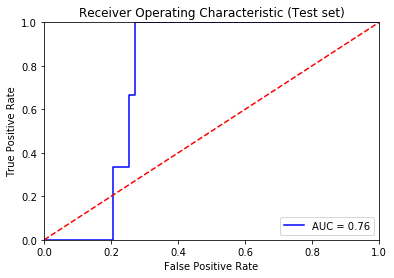 Receiver Operating Characteristic (Test set)
True Positive Rate
1.0
0.8
0.6
0.4
0.2
0.0
AUC = 0.76
0.0 0.2 0.4 0.6 0.8 1.0
False Positive Rate